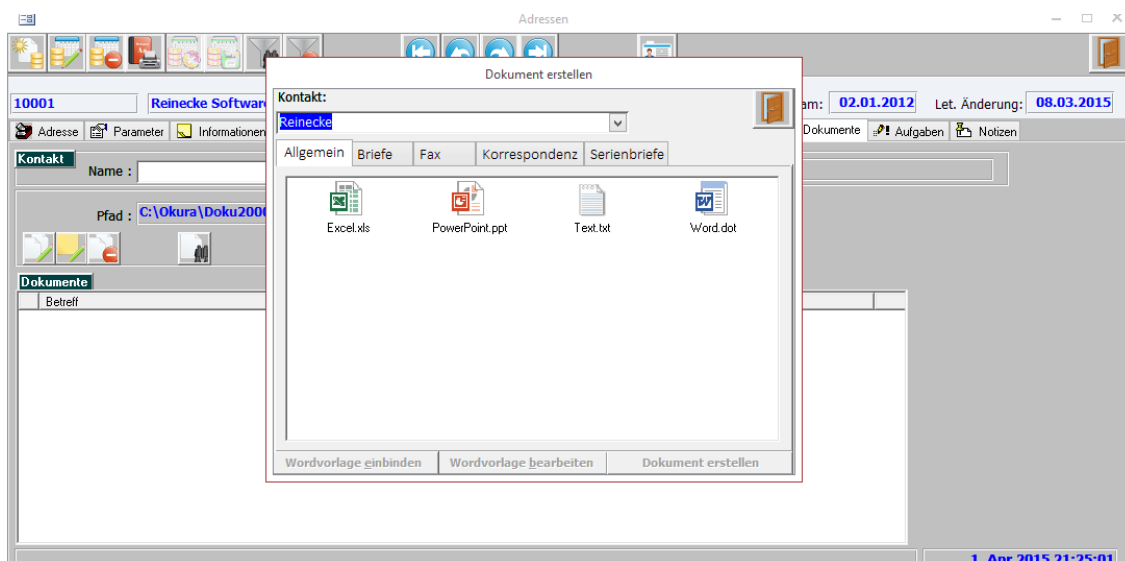 Adressen
Dokument erstellen
10001 Reinecke Softwar
am: 02.01.2012 Let. Änderung: 08.03.2015
Kontakt:
Reinecke
Adresse Parameter Informationen
Dokumente Aufgaben Notizen
Allgemein Briefe Fax Korrespondenz Serienbriefe
Kontakt
Name :
Pfad : C:\Okura\Doku200
Excel.xls PowerPoint.ppt Text.txt Word.dot
Dokumente
Betreff
Wordvorlage einbinden Wordvorlage bearbeiten Dokument erstellen
1. Apr 2015 21:25:01